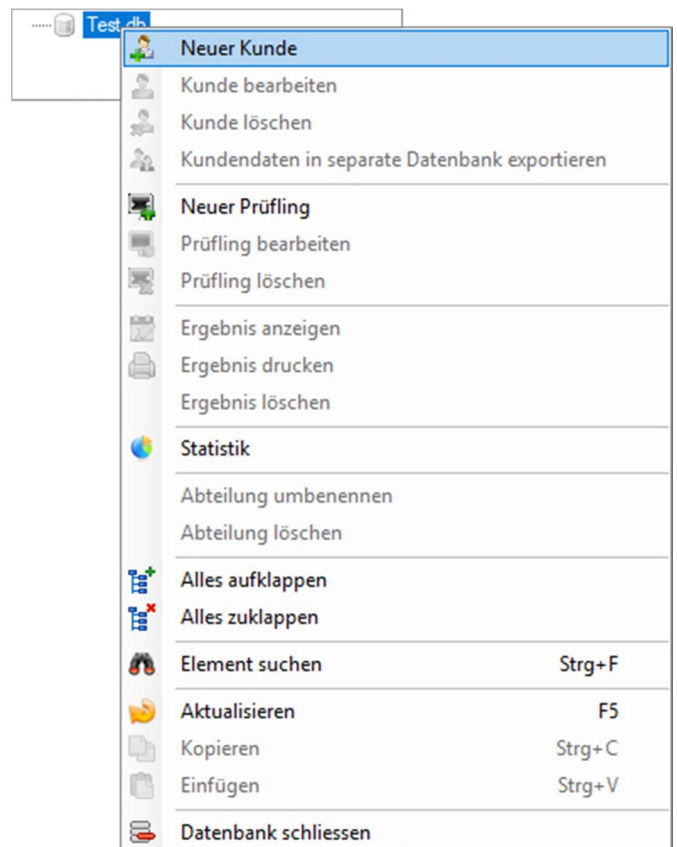 Test.db
Neuer Kunde
Kunde bearbeiten
Kunde löschen
Kundendaten in separate Datenbank exportieren
Neuer Prüfling
Prüfling bearbeiten
Prüfling löschen
Ergebnis anzeigen
Ergebnis drucken
Ergebnis löschen
Statistik
Abteilung umbenennen
Abteilung löschen
Alles aufklappen
Alles zuklappen
Element suchen Strg+F
Aktualisieren F5
Kopieren Strg+C
Einfügen Strg+V
Datenbank schliessen